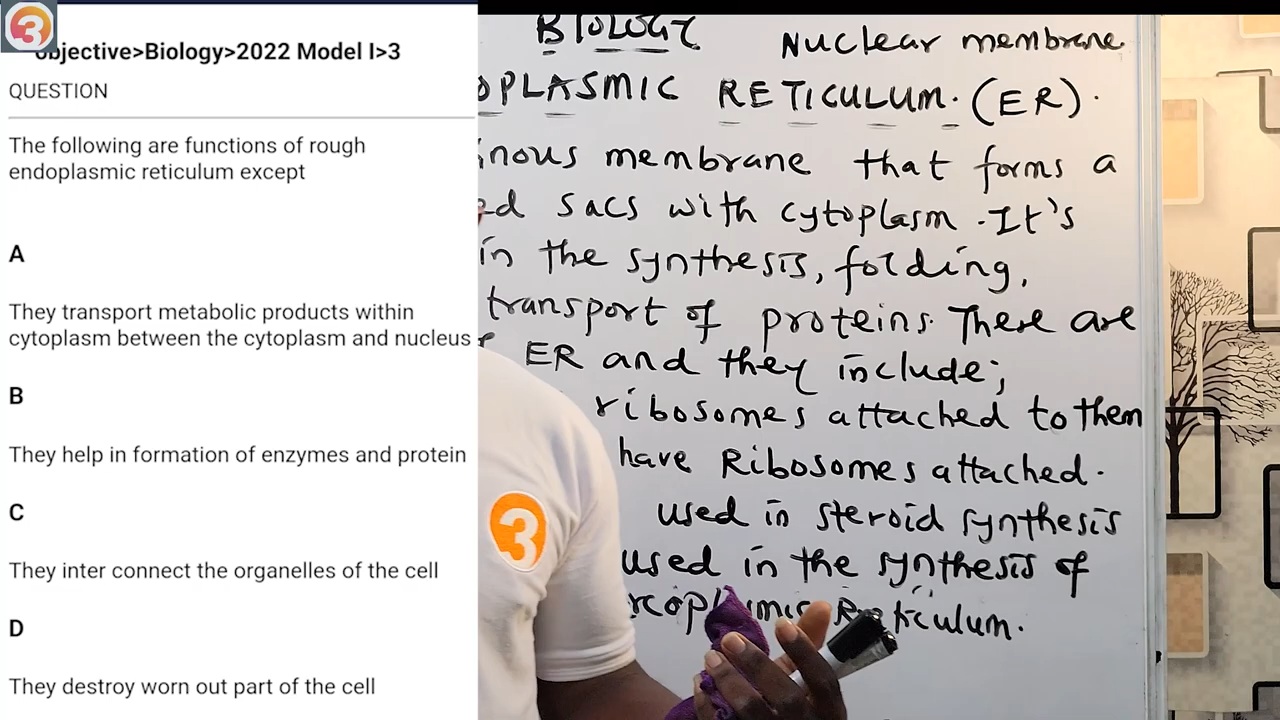 3
objective>Biology>2022 Model I>3
QUESTION
The following are functions of rough
endoplasmic reticulum except
A
They transport metabolic products within
cytoplasm between the cytoplasm and nucleus
B
They help in formation of enzymes and protein
C
They inter connect the organelles of the cell
D
They destroy worn out part of the cell
BIOLOGY Nuclear membrane
OPLASMIC RETICULUM. (ER).
inous membrane that forms a
ed sacs with cytoplasm. It's
in the synthesis, folding,
transport of proteins. There are
ER and they include;
ribosomes attached to them
have Ribosomes attached.
used in steroid synthesis
used in the synthesis of
Reticulum.
3